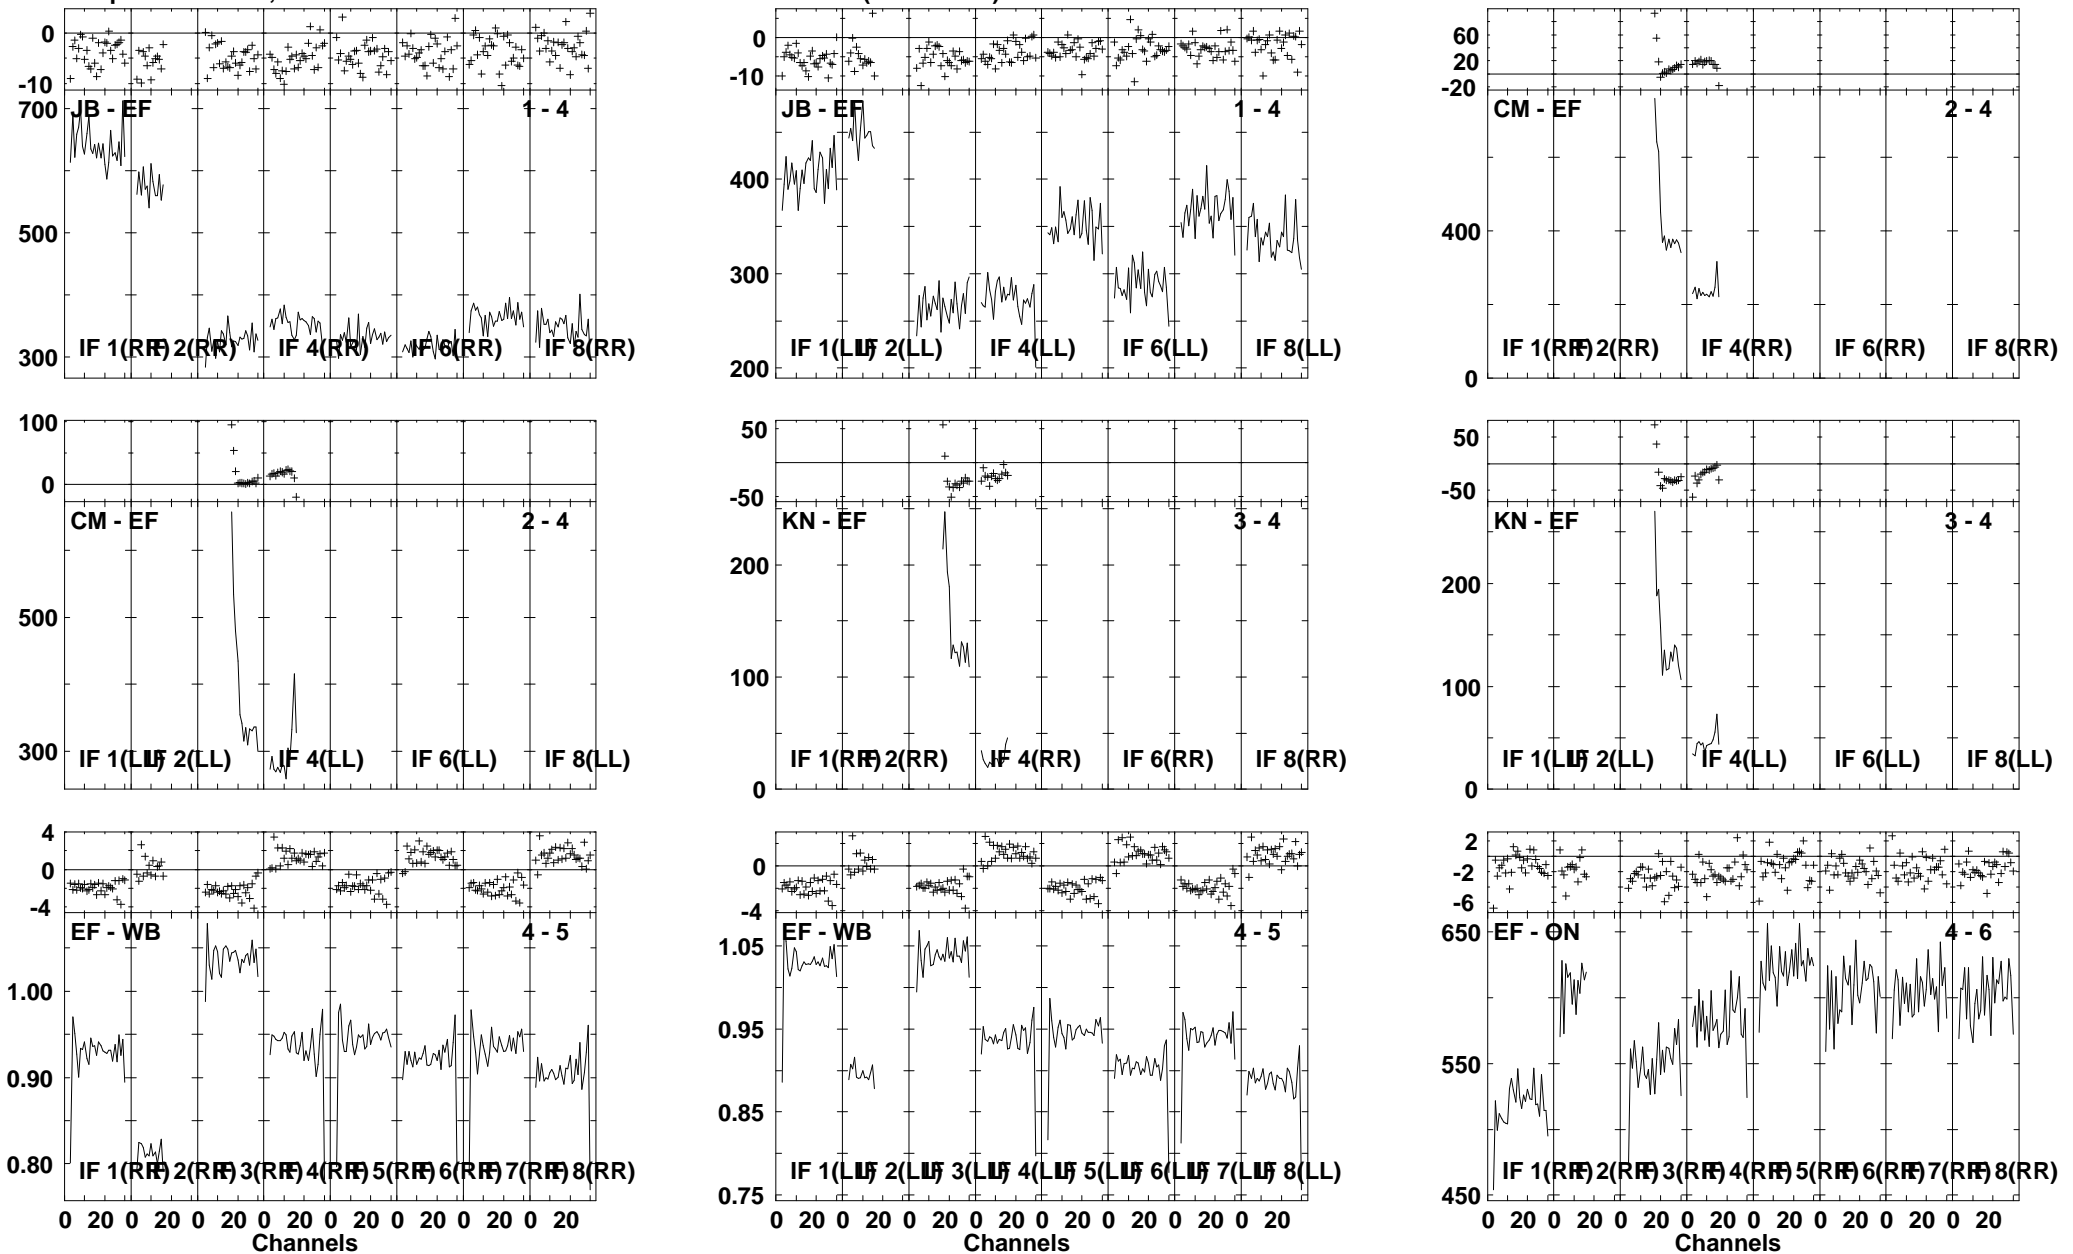 0
-10
700
500
300
JB - EF
1 - 4
IF 1(RR)
IF 2(RR)
IF 4(RR)
IF 6(RR)
IF 8(RR)
0
-10
400
300
200
JB - EF
1 - 4
IF 1(LL)
IF 2(LL)
IF 4(LL)
IF 6(LL)
IF 8(LL)
60
20
-20
400
0
CM - EF
2 - 4
IF 1(RR)
IF 2(RR)
IF 4(RR)
IF 6(RR)
IF 8(RR)
100
0
500
300
CM - EF
2 - 4
IF 1(LL)
IF 2(LL)
IF 4(LL)
IF 6(LL)
IF 8(LL)
50
-50
200
100
0
KN - EF
3 - 4
IF 1(RR)
IF 2(RR)
IF 4(RR)
IF 6(RR)
IF 8(RR)
50
-50
200
100
0
KN - EF
3 - 4
IF 1(LL)
IF 2(LL)
IF 4(LL)
IF 6(LL)
IF 8(LL)
4
0
-4
1.00
0.90
0.80
EF - WB
4 - 5
IF 1(RR)
IF 2(RR)
IF 3(RR)
IF 4(RR)
IF 5(RR)
IF 6(RR)
IF 7(RR)
IF 8(RR)
0 20 0 20 0 20 0 20 0 20 0 20 0 20 0 20
Channels
0
-4
1.05
0.95
0.85
0.75
EF - WB
4 - 5
IF 1(LL)
IF 2(LL)
IF 3(LL)
IF 4(LL)
IF 5(LL)
IF 6(LL)
IF 7(LL)
IF 8(LL)
0 20 0 20 0 20 0 20 0 20 0 20 0 20 0 20
Channels
2
-2
-6
650
550
450
EF - ON
4 - 6
IF 1(RR)
IF 2(RR)
IF 3(RR)
IF 4(RR)
IF 5(RR)
IF 6(RR)
IF 7(RR)
IF 8(RR)
0 20 0 20 0 20 0 20 0 20 0 20 0 20 0 20
Channels